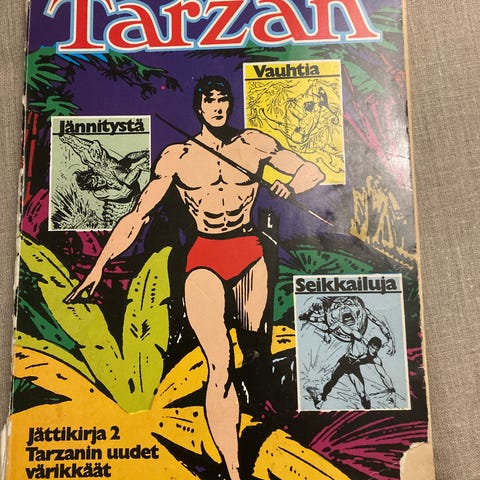 Tarzan
Vauhtia
Jännitystä
Seikkailuja
Jättikirja 2
Tarzanin uudet
värikkäät